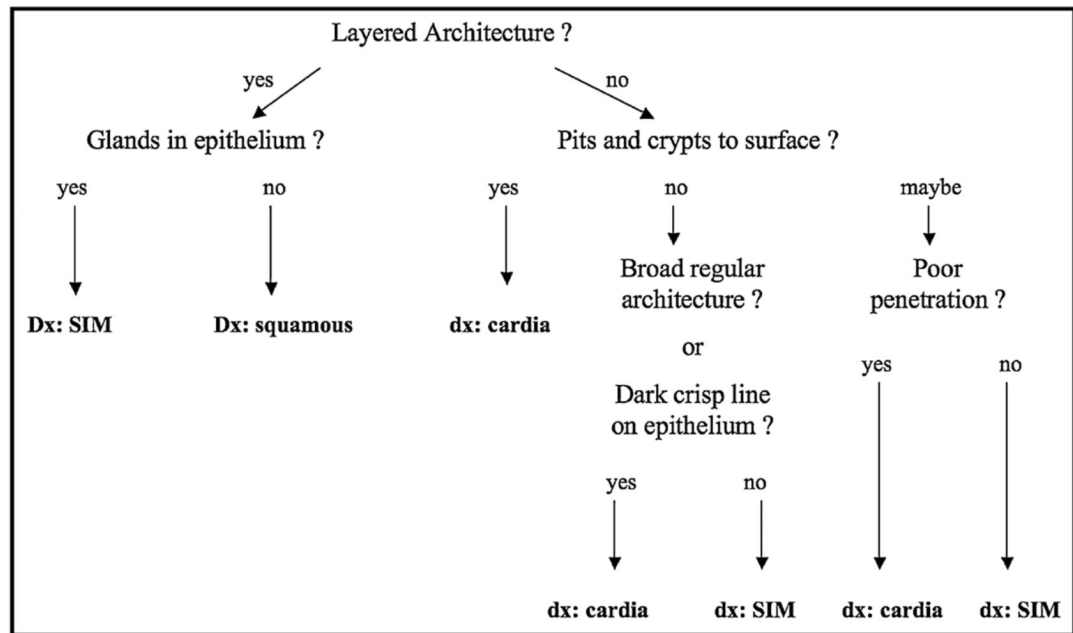 Layered Architecture ?
yes
no
Glands in epithelium ?
Pits and crypts to surface ?
yes
no
yes
no
maybe
Broad regular
architecture ?
Poor
penetration ?
Dx: SIM
Dx: squamous
dx: cardia
or
yes
no
Dark crisp line
on epithelium ?
yes
no
dx: cardia
dx: SIM
dx: cardia
dx: SIM